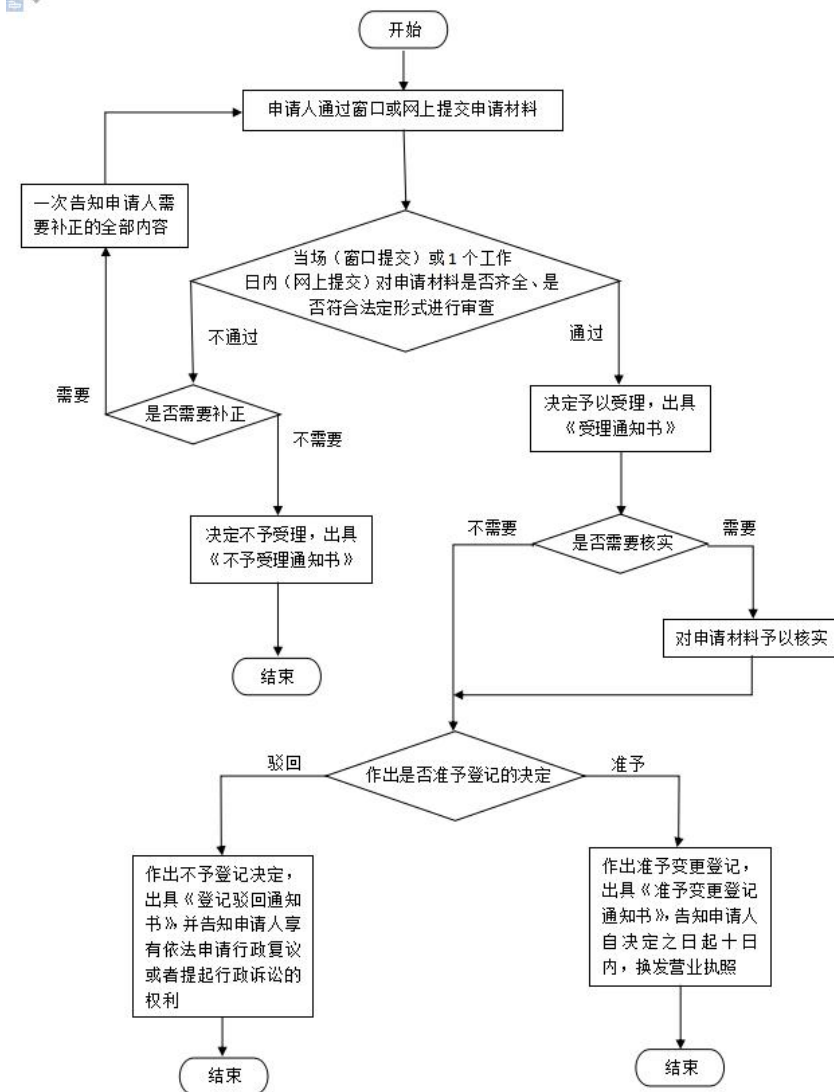 开始
申请人通过窗口或网上提交申请材料
一次告知申请人需
要补正的全部内容
当场（窗口提交）或1个工作
日内（网上提交）对申请材料是否齐全、是
否符合法定形式进行审查
不通过
通过
需要
是否需要补正
不需要
决定予以受理，出具
《受理通知书》
决定不予受理，出具
《不予受理通知书》
不需要
是否需要核实
需要
对申请材料予以核实
结束
驳回
作出是否准予登记的决定
准予
作出不予登记决定，
出具《登记驳回通知
书》，并告知申请人享
有依法申请行政复议
或者提起行政诉讼的
权利
作出准予变更登记，
出具《准予变更登记
通知书》，告知申请人
自决定之日起十日
内，换发营业执照
结束
结束